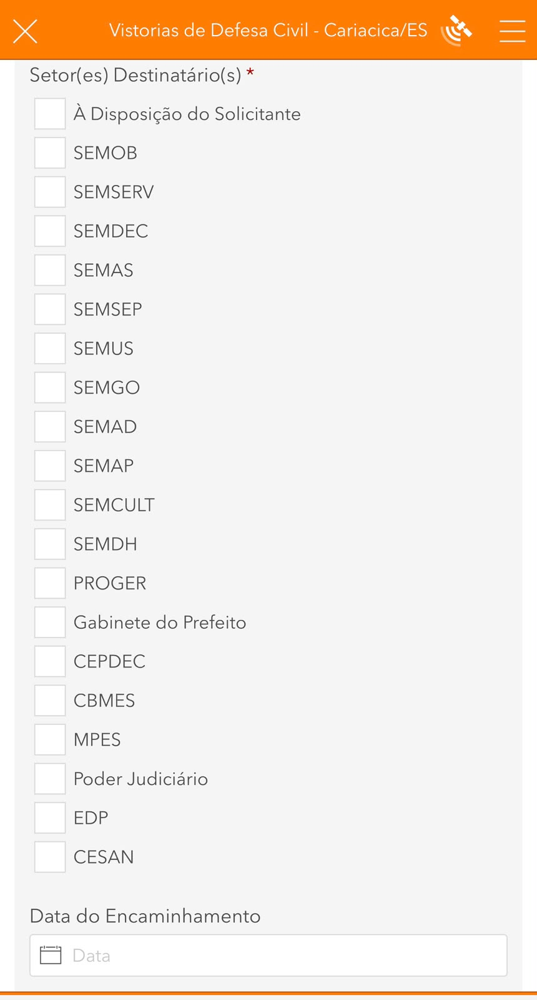 Vistorias de Defesa Civil - Cariacica/ES
Setor(es) Destinatário(s) *
À Disposição do Solicitante
SEMOB
SEMSERV
SEMDEC
SEMAS
SEMSEP
SEMUS
SEMGO
SEMAD
SEMAP
SEMCULT
SEMDH
PROGER
Gabinete do Prefeito
CEPDEC
CBMES
MPES
Poder Judiciário
EDP
CESAN
Data do Encaminhamento
Data